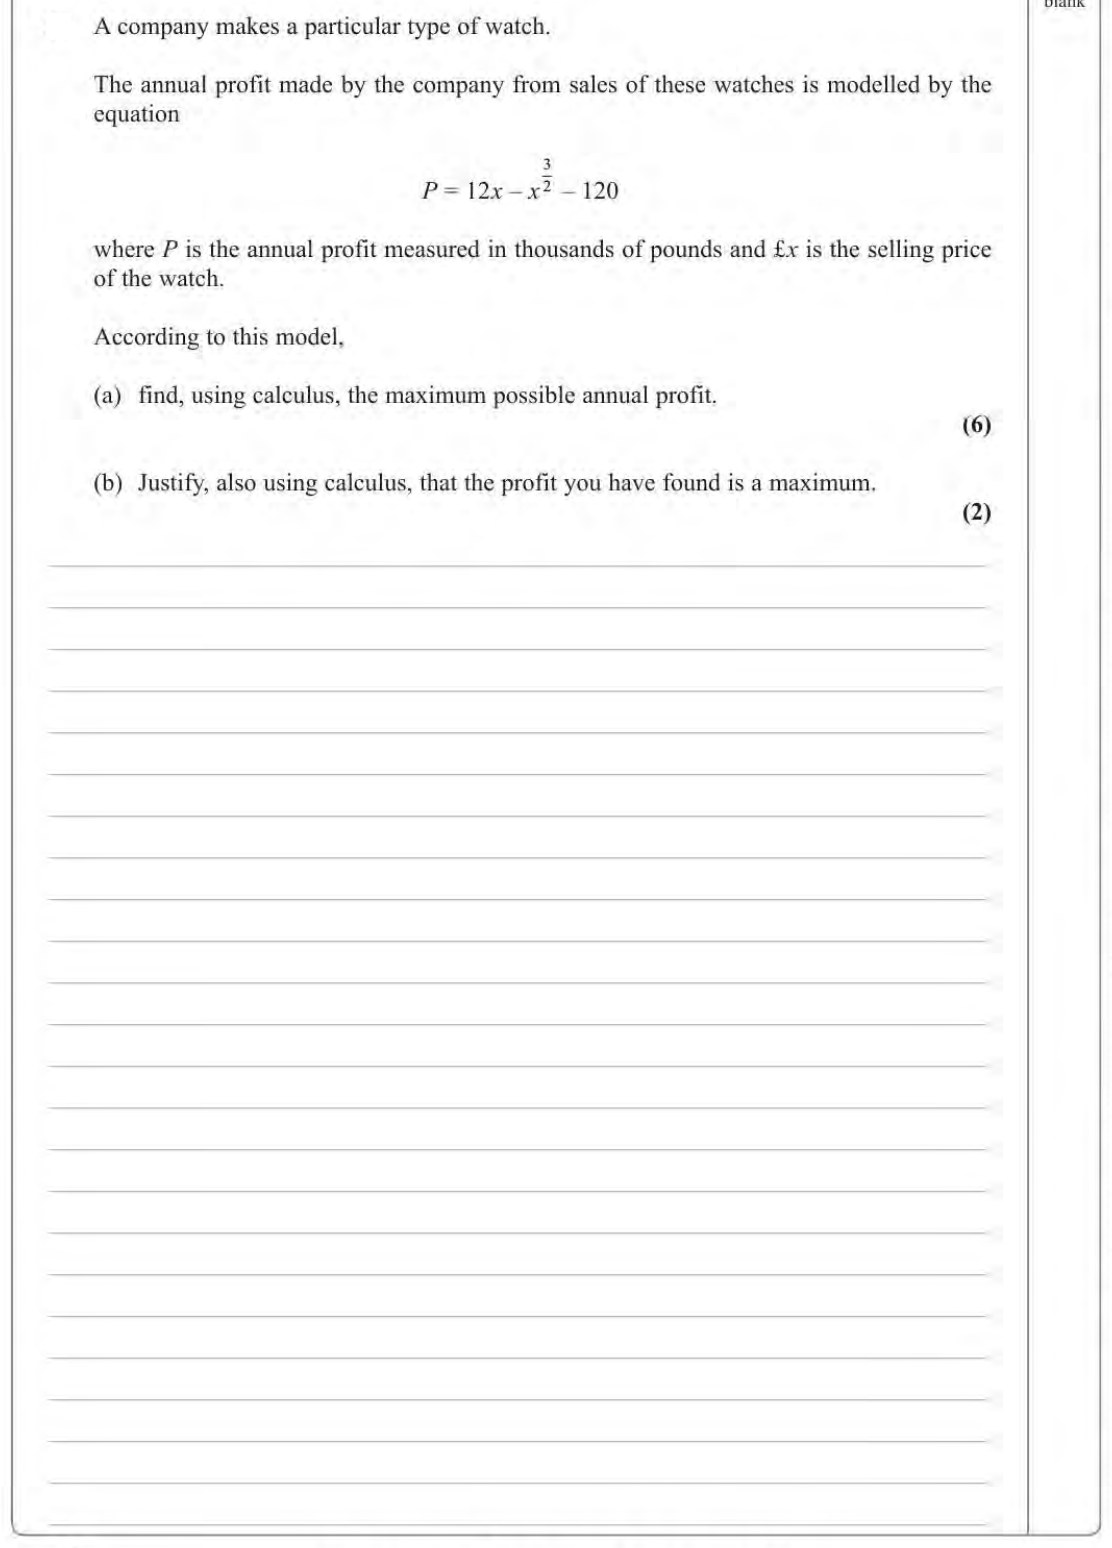 blank
A company makes a particular type of watch.
The annual profit made by the company from sales of these watches is modelled by the
equation
P = 12x – x^{3/2} – 120
where P is the annual profit measured in thousands of pounds and £x is the selling price
of the watch.
According to this model,
(a) find, using calculus, the maximum possible annual profit.
(6)
(b) Justify, also using calculus, that the profit you have found is a maximum.
(2)